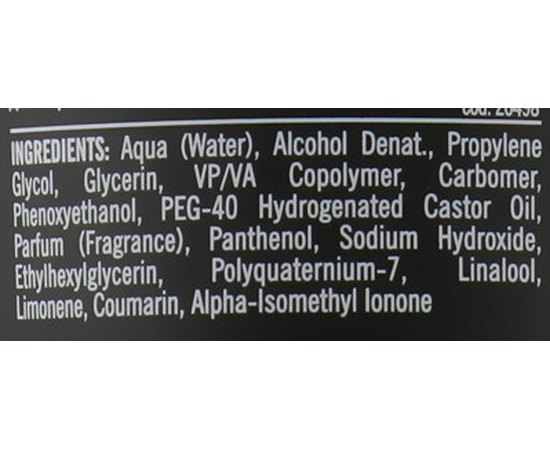 INGREDIENTS: Aqua (Water), Alcohol Denat., Propylene
Glycol, Glycerin, VP/VA Copolymer, Carbomer,
Phenoxyethanol, PEG-40 Hydrogenated Castor Oil,
Parfum (Fragrance), Panthenol, Sodium Hydroxide,
Ethylhexylglycerin, Polyquaternium-7, Linalool,
Limonene, Coumarin, Alpha-Isomethyl Ionone